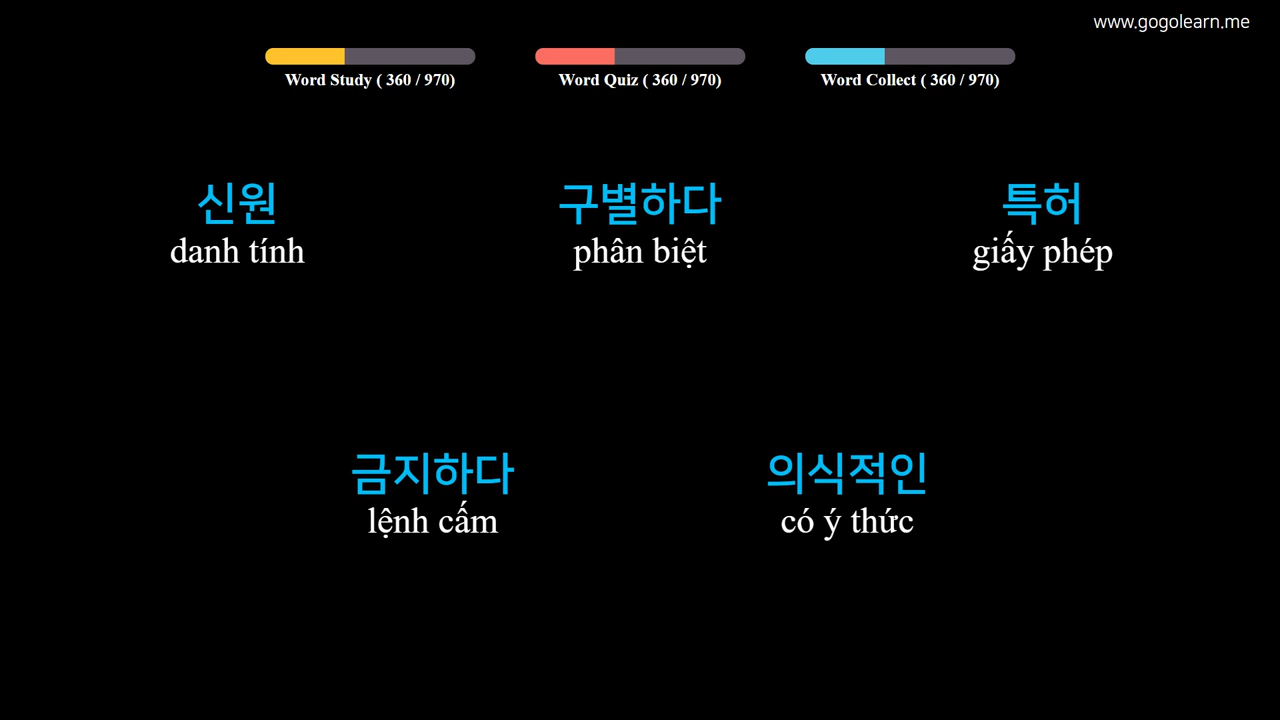 www.gogolearn.me
Word Study ( 360 / 970)
Word Quiz ( 360 / 970)
Word Collect ( 360 / 970)
신원
danh tính
구별하다
phân biệt
특허
giấy phép
금지하다
lệnh cấm
의식적인
có ý thức